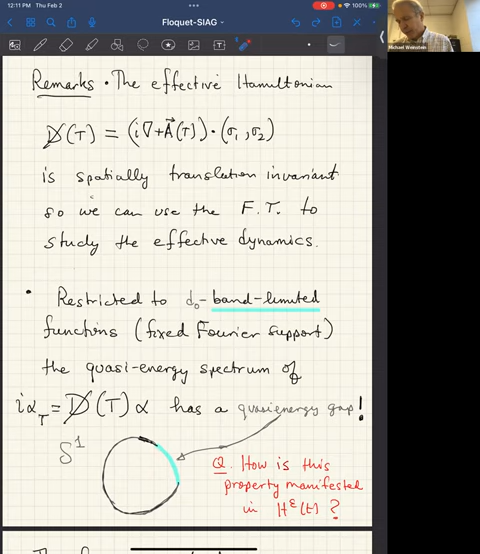 12:11 PM Thu Feb 2
100%
Floquet-SIAG
Michael Weinstein
Remarks • The effective Hamiltonian
D̸(T) = (i∇+A⃗(T))·(σ₁,σ₂)
is spatially translation invariant
so we can use the F.T. to
study the effective dynamics.
• Restricted to d₀-band-limited
functions (fixed Fourier support)
the quasi-energy spectrum of
iα_T = D̸(T)α has a quasienergy gap!
S¹
Q. How is this
property manifested
in H^ε(t) ?